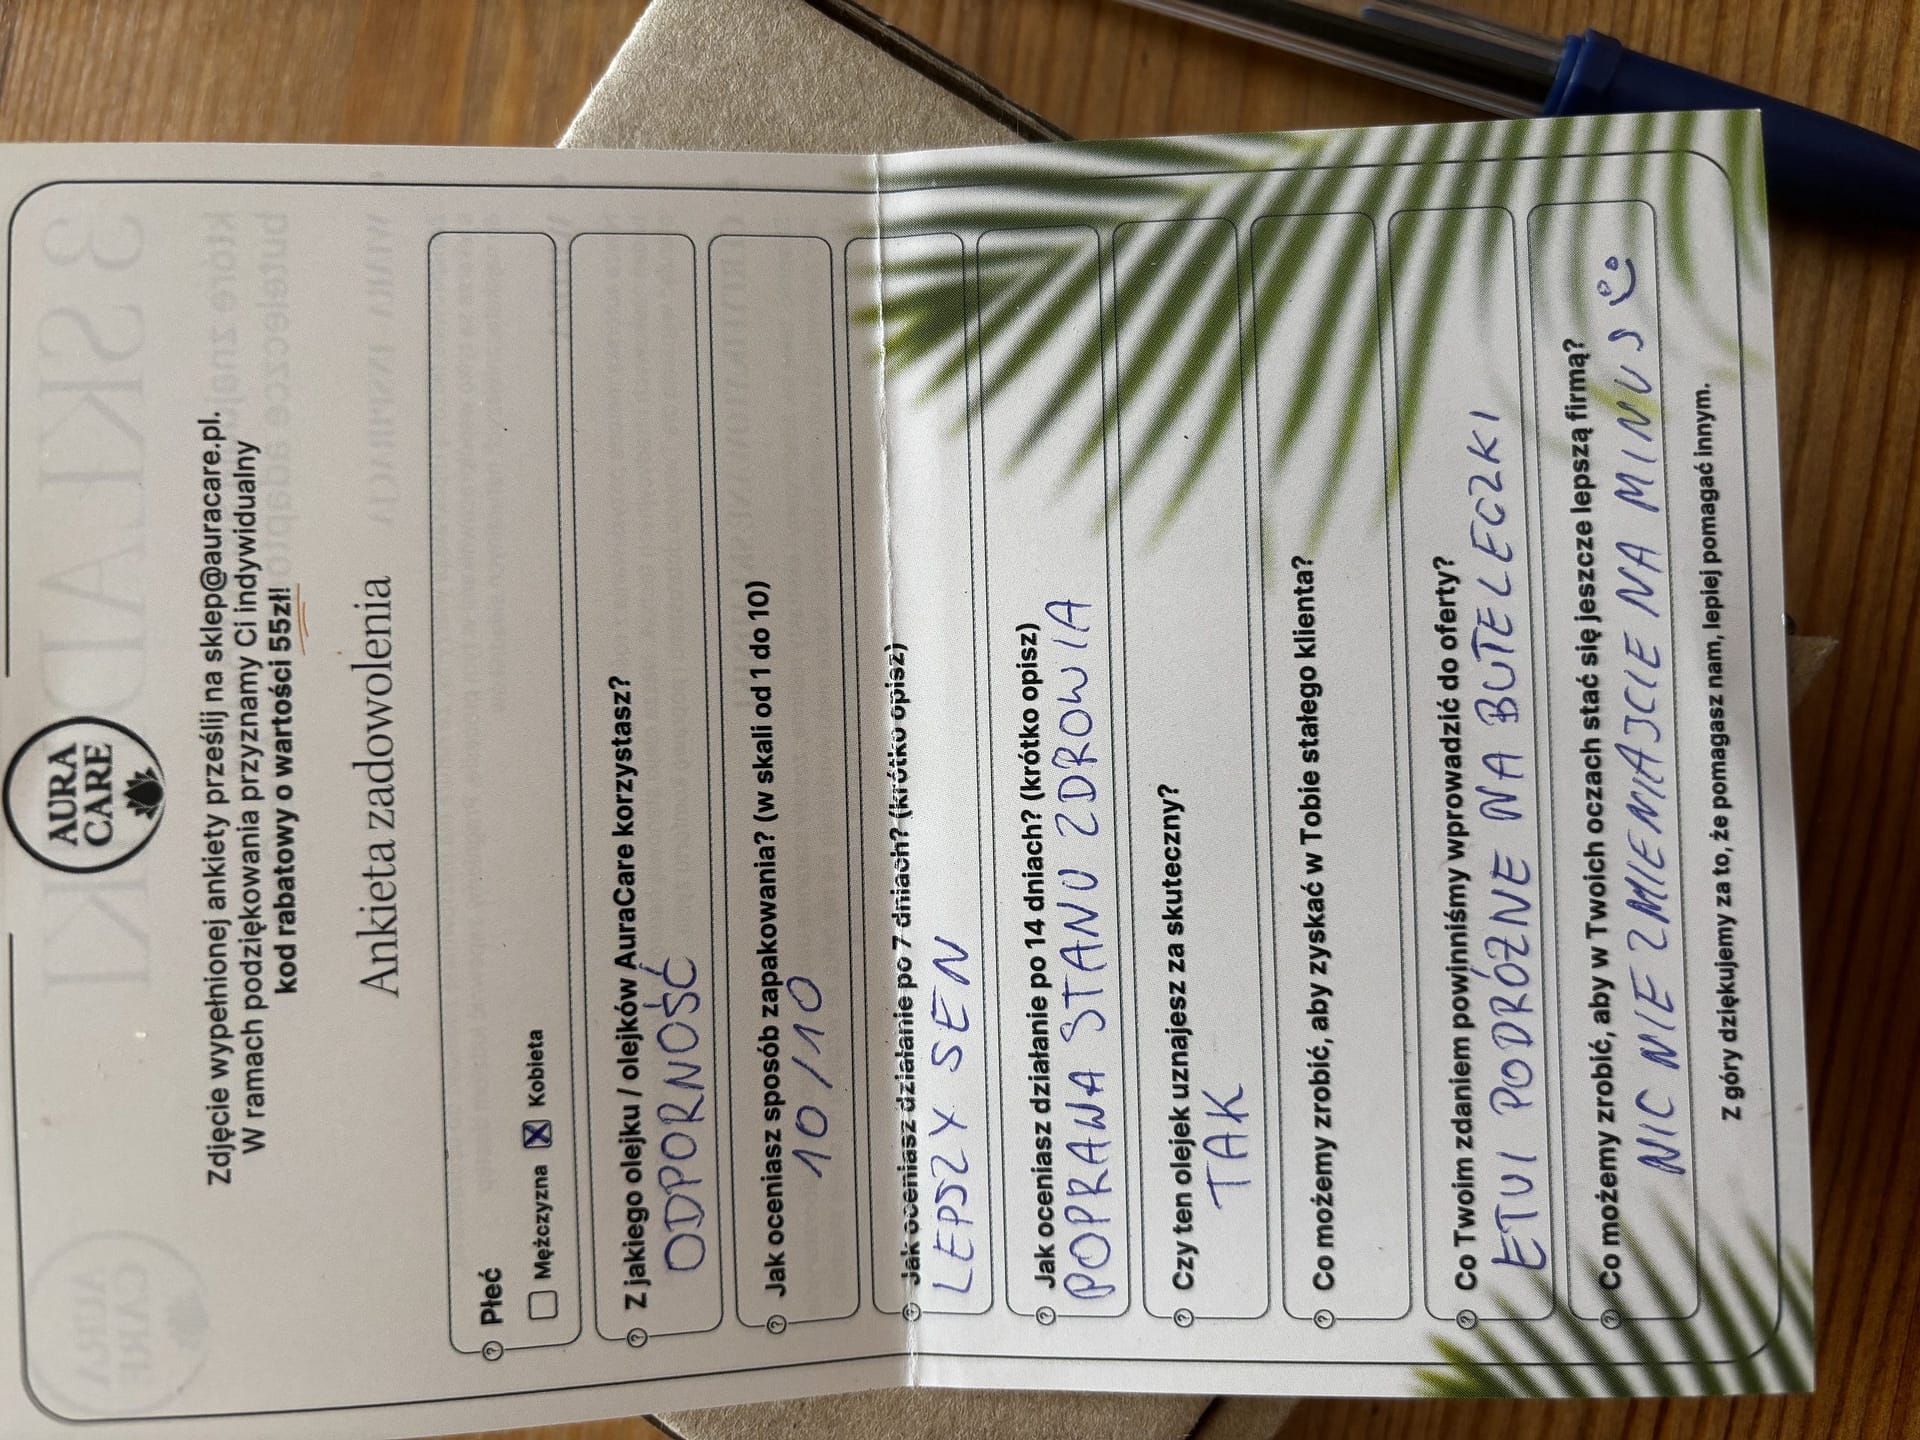 AURA
CARE
Zdjęcie wypełnionej ankiety prześlij na sklep@auracare.pl.
W ramach podziękowania przyznamy Ci indywidualny
kod rabatowy o wartości 55zł!
Ankieta zadowolenia
Płeć
Mężczyzna Kobieta
Z jakiego olejku / olejków AuraCare korzystasz?
ODPORNOŚĆ
Jak oceniasz sposób zapakowania? (w skali od 1 do 10)
10/10
Jak oceniasz działanie po 7 dniach? (krótko opisz)
LEPSZY SEN
Jak oceniasz działanie po 14 dniach? (krótko opisz)
POPRAWA STANU ZDROWIA
Czy ten olejek uznajesz za skuteczny?
TAK
Co możemy zrobić, aby zyskać w Tobie stałego klienta?
Co Twoim zdaniem powinniśmy wprowadzić do oferty?
ETUI PODRÓŻNE NA BUTELECZKI
Co możemy zrobić, aby w Twoich oczach stać się jeszcze lepszą firmą?
NIC NIE ZMIENIAJCIE NA MINUS
Z góry dziękujemy za to, że pomagasz nam, lepiej pomagać innym.